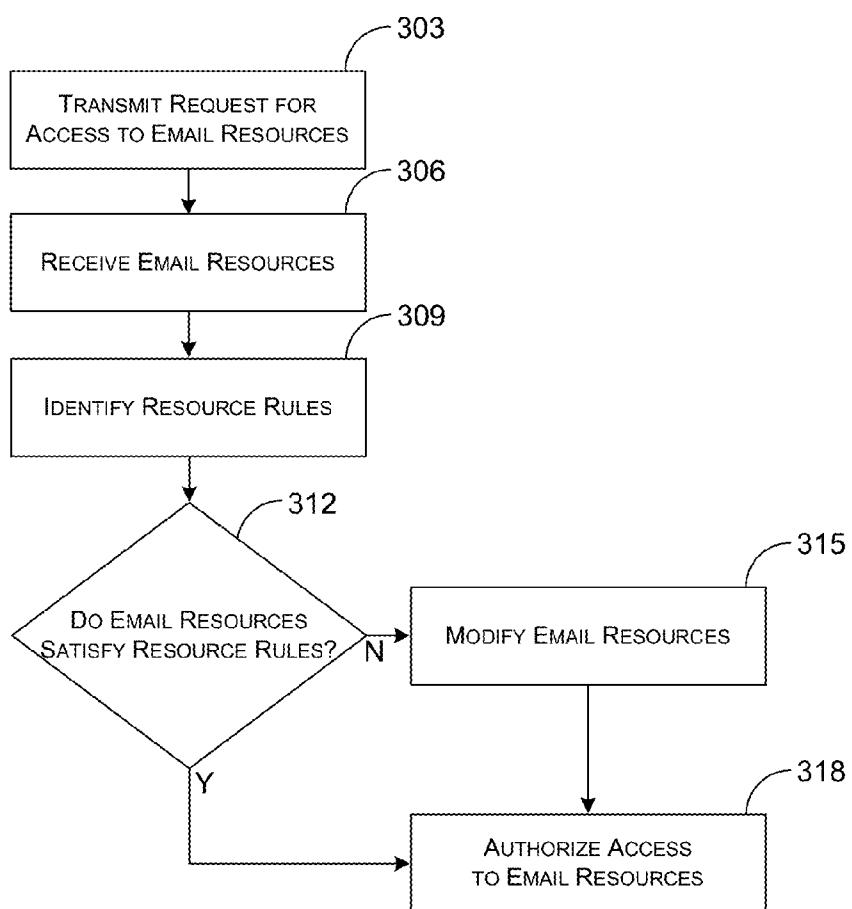 303
TRANSMIT REQUEST FOR
ACCESS TO EMAIL RESOURCES
306
RECEIVE EMAIL RESOURCES
309
IDENTIFY RESOURCE RULES
312
DO EMAIL RESOURCES
SATISFY RESOURCE RULES?
N
Y
315
MODIFY EMAIL RESOURCES
318
AUTHORIZE ACCESS
TO EMAIL RESOURCES